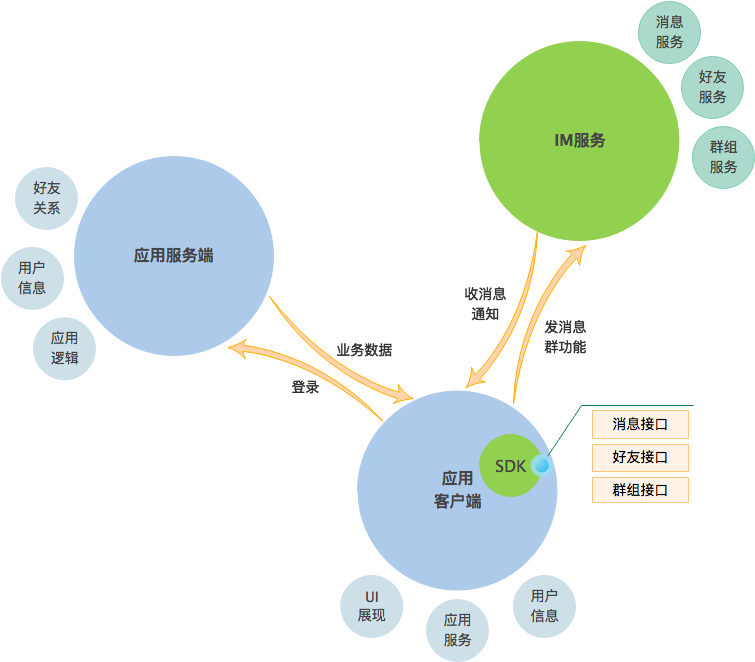 消息
服务
好友
服务
群组
服务
IM服务
好友
关系
用户
信息
应用
逻辑
应用服务端
收消息
通知
发消息
群功能
业务数据
登录
SDK
应用
客户端
消息接口
好友接口
群组接口
UI
展现
应用
服务
用户
信息